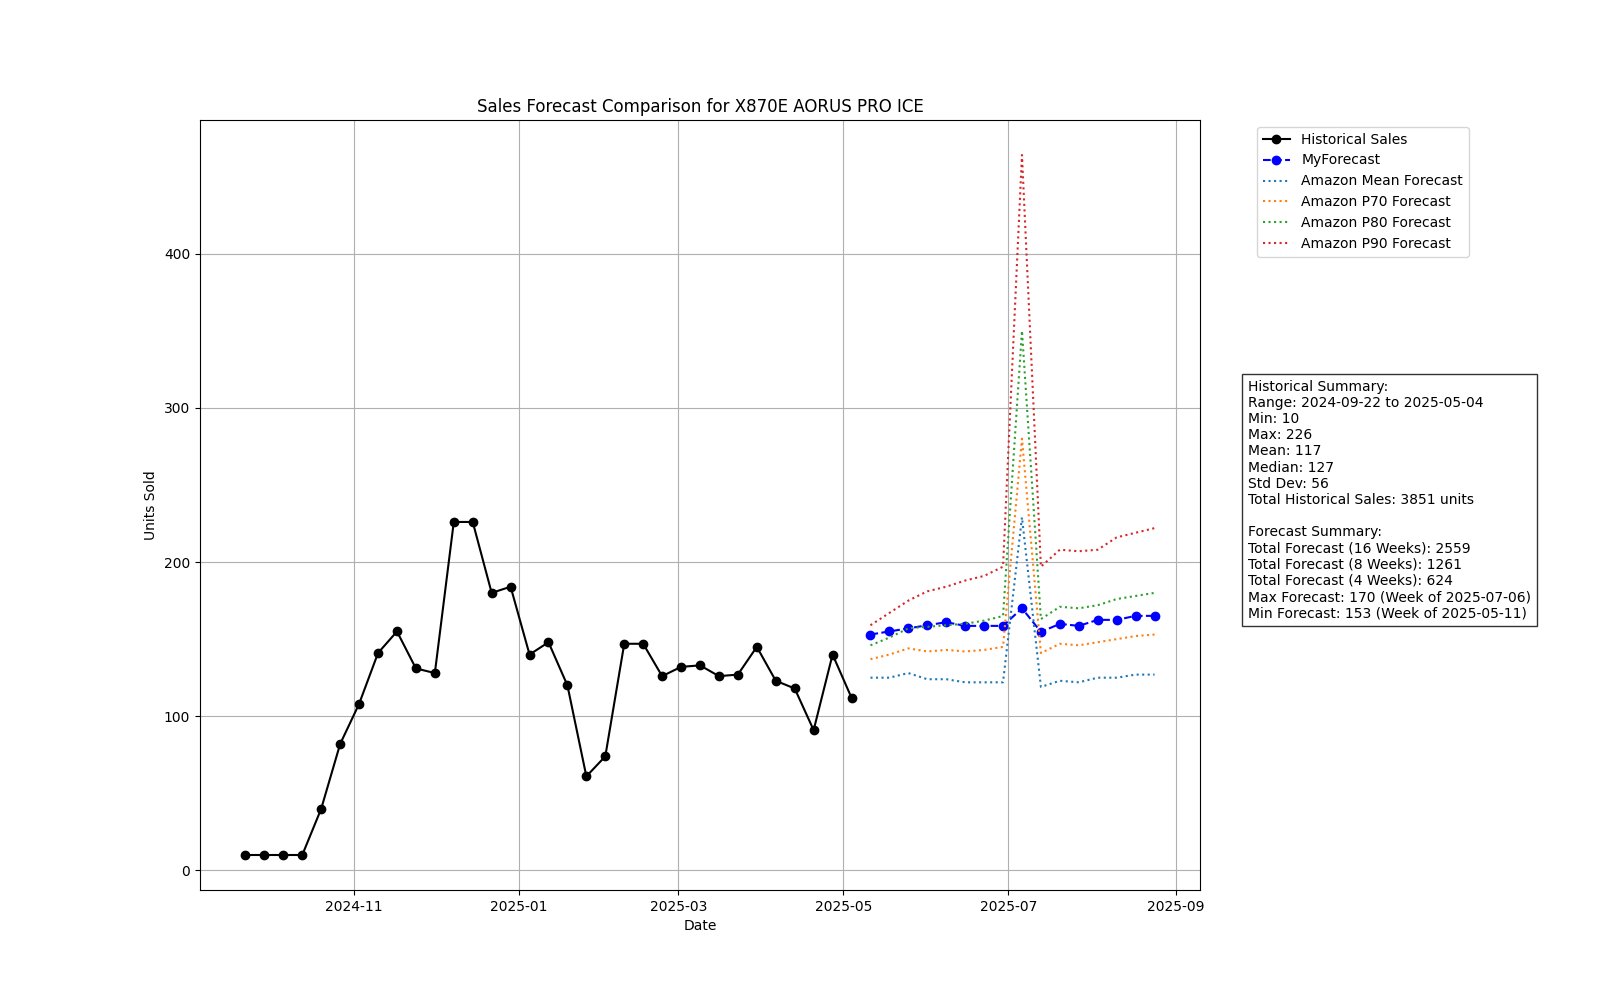 Sales Forecast Comparison for X870E AORUS PRO ICE
Historical Sales
MyForecast
Amazon Mean Forecast
Amazon P70 Forecast
Amazon P80 Forecast
Amazon P90 Forecast
400
300
200
100
0
Units Sold
2024-11
2025-01
2025-03
2025-05
2025-07
2025-09
Date
Historical Summary:
Range: 2024-09-22 to 2025-05-04
Min: 10
Max: 226
Mean: 117
Median: 127
Std Dev: 56
Total Historical Sales: 3851 units
Forecast Summary:
Total Forecast (16 Weeks): 2559
Total Forecast (8 Weeks): 1261
Total Forecast (4 Weeks): 624
Max Forecast: 170 (Week of 2025-07-06)
Min Forecast: 153 (Week of 2025-05-11)